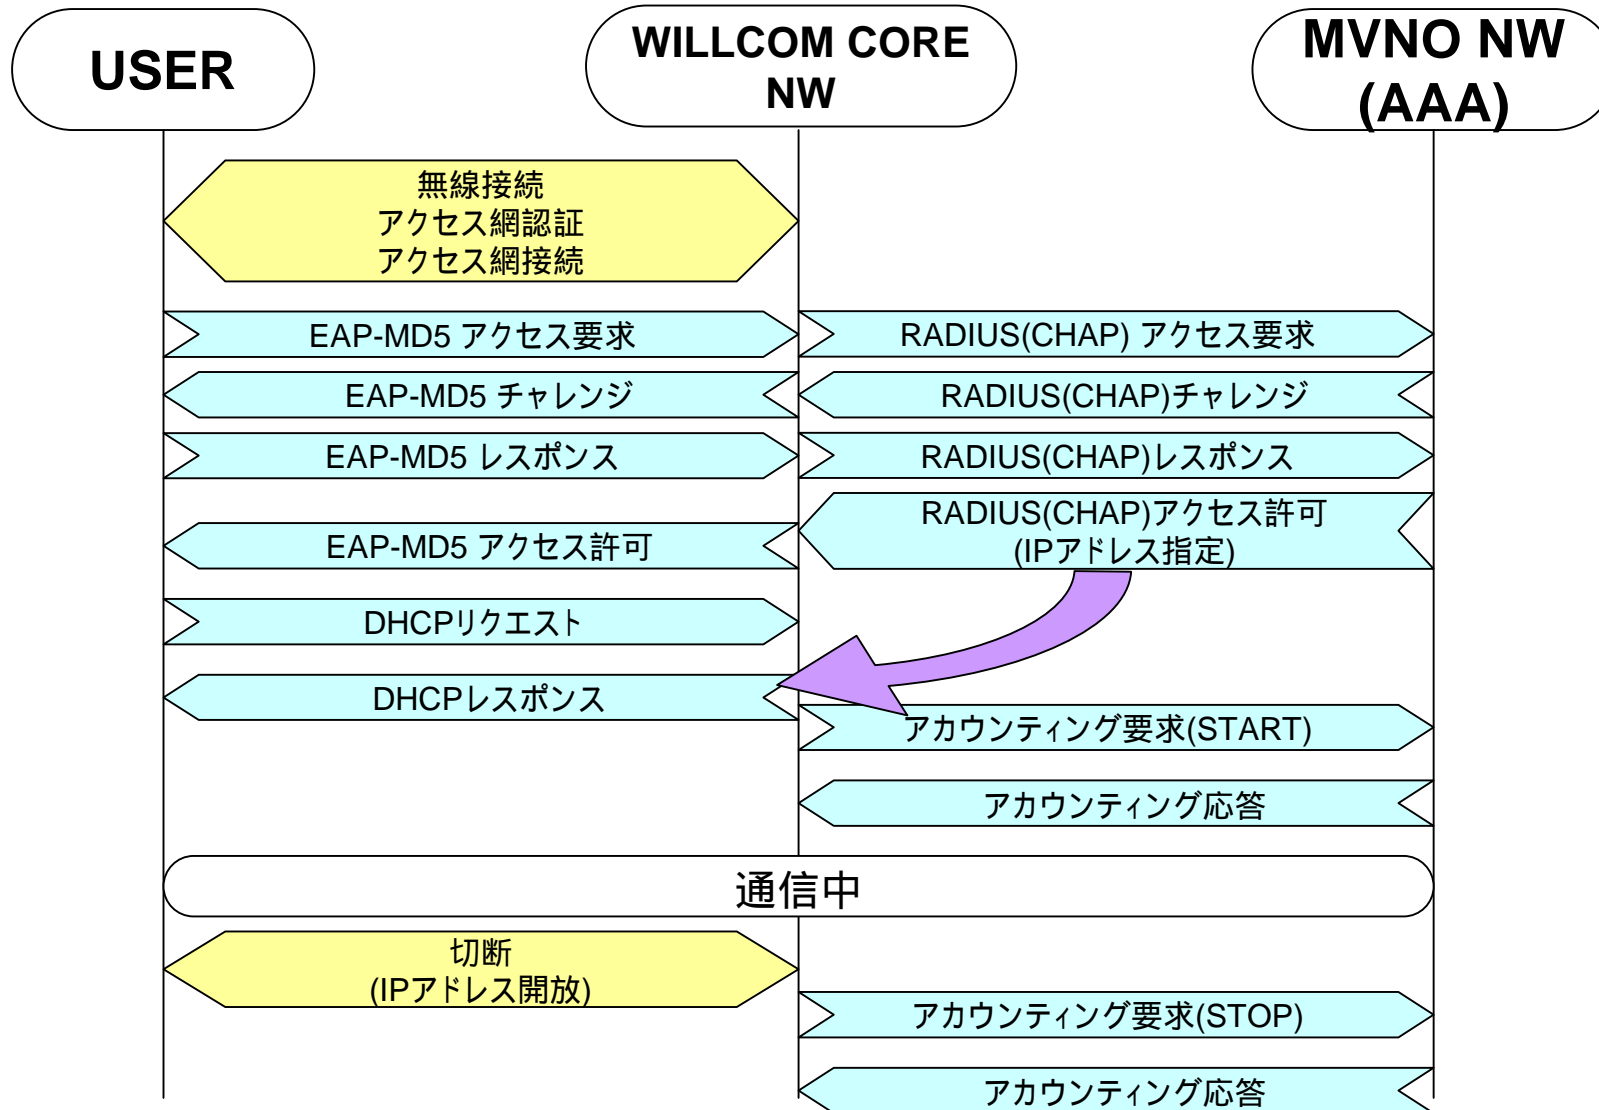 USER
WILLCOM CORE
NW
MVNO NW
(AAA)
無線接続
アクセス網認証
アクセス網接続
EAP-MD5 アクセス要求
RADIUS(CHAP) アクセス要求
EAP-MD5 チャレンジ
RADIUS(CHAP)チャレンジ
EAP-MD5 レスポンス
RADIUS(CHAP)レスポンス
RADIUS(CHAP)アクセス許可
(IPアドレス指定)
EAP-MD5 アクセス許可
DHCPリクエスト
DHCPレスポンス
アカウンティング要求(START)
アカウンティング応答
通信中
切断
(IPアドレス開放)
アカウンティング要求(STOP)
アカウンティング応答